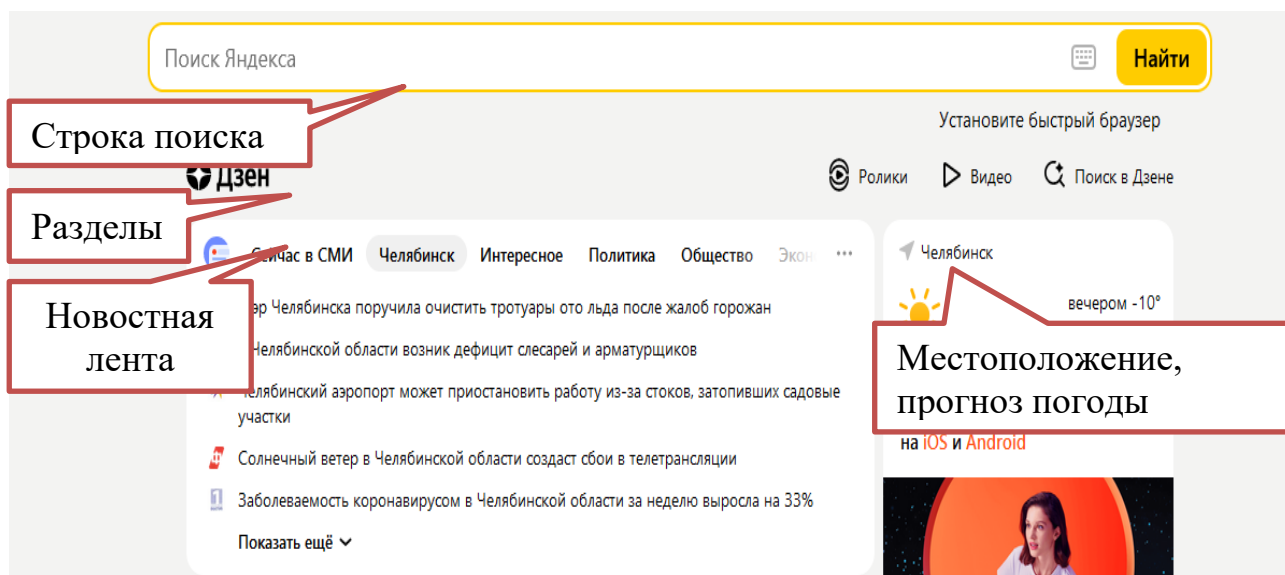 Поиск Яндекса
Найти
Строка поиска
Установите быстрый браузер
Дзен
Ролики
Видео
Поиск в Дзене
Разделы
Сейчас в СМИ
Челябинск
Интересное
Политика
Общество
Экон
Челябинск
вечером -10°
Новостная
лента
эр Челябинска поручила очистить тротуары ото льда после жалоб горожан
Челябинской области возник дефицит слесарей и арматурщиков
Челябинский аэропорт может приостановить работу из-за стоков, затопивших садовые
участки
Солнечный ветер в Челябинской области создаст сбои в телетрансляции
Заболеваемость коронавирусом в Челябинской области за неделю выросла на 33%
Показать ещё
Местоположение,
прогноз погоды
на iOS и Android